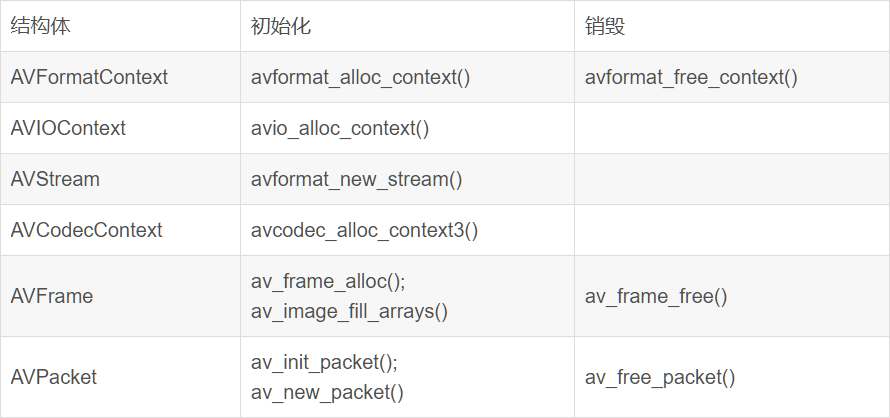 结构体 初始化 销毁
AVFormatContext avformat_alloc_context() avformat_free_context()
AVIOContext avio_alloc_context()
AVStream avformat_new_stream()
AVCodecContext avcodec_alloc_context3()
AVFrame av_frame_alloc();
av_image_fill_arrays() av_frame_free()
AVPacket av_init_packet();
av_new_packet() av_free_packet()